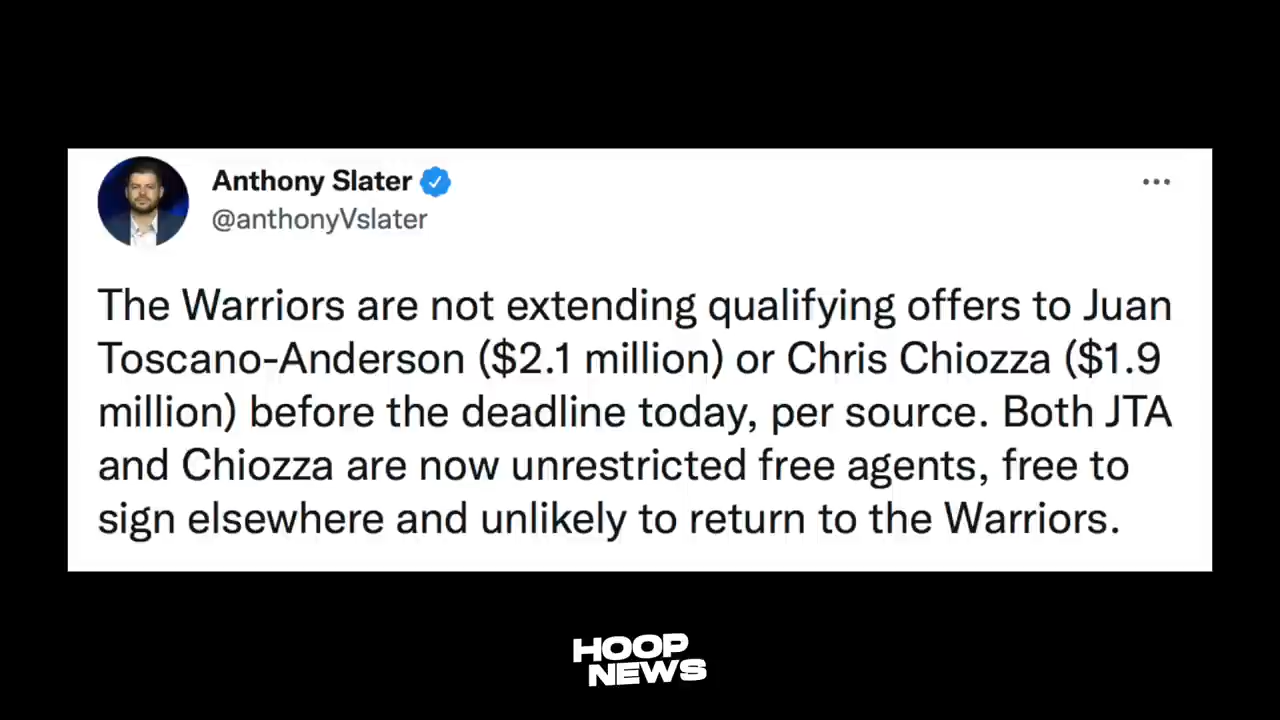 Anthony Slater
@anthonyVslater
The Warriors are not extending qualifying offers to Juan
Toscano-Anderson ($2.1 million) or Chris Chiozza ($1.9
million) before the deadline today, per source. Both JTA
and Chiozza are now unrestricted free agents, free to
sign elsewhere and unlikely to return to the Warriors.
HOOP
NEWS